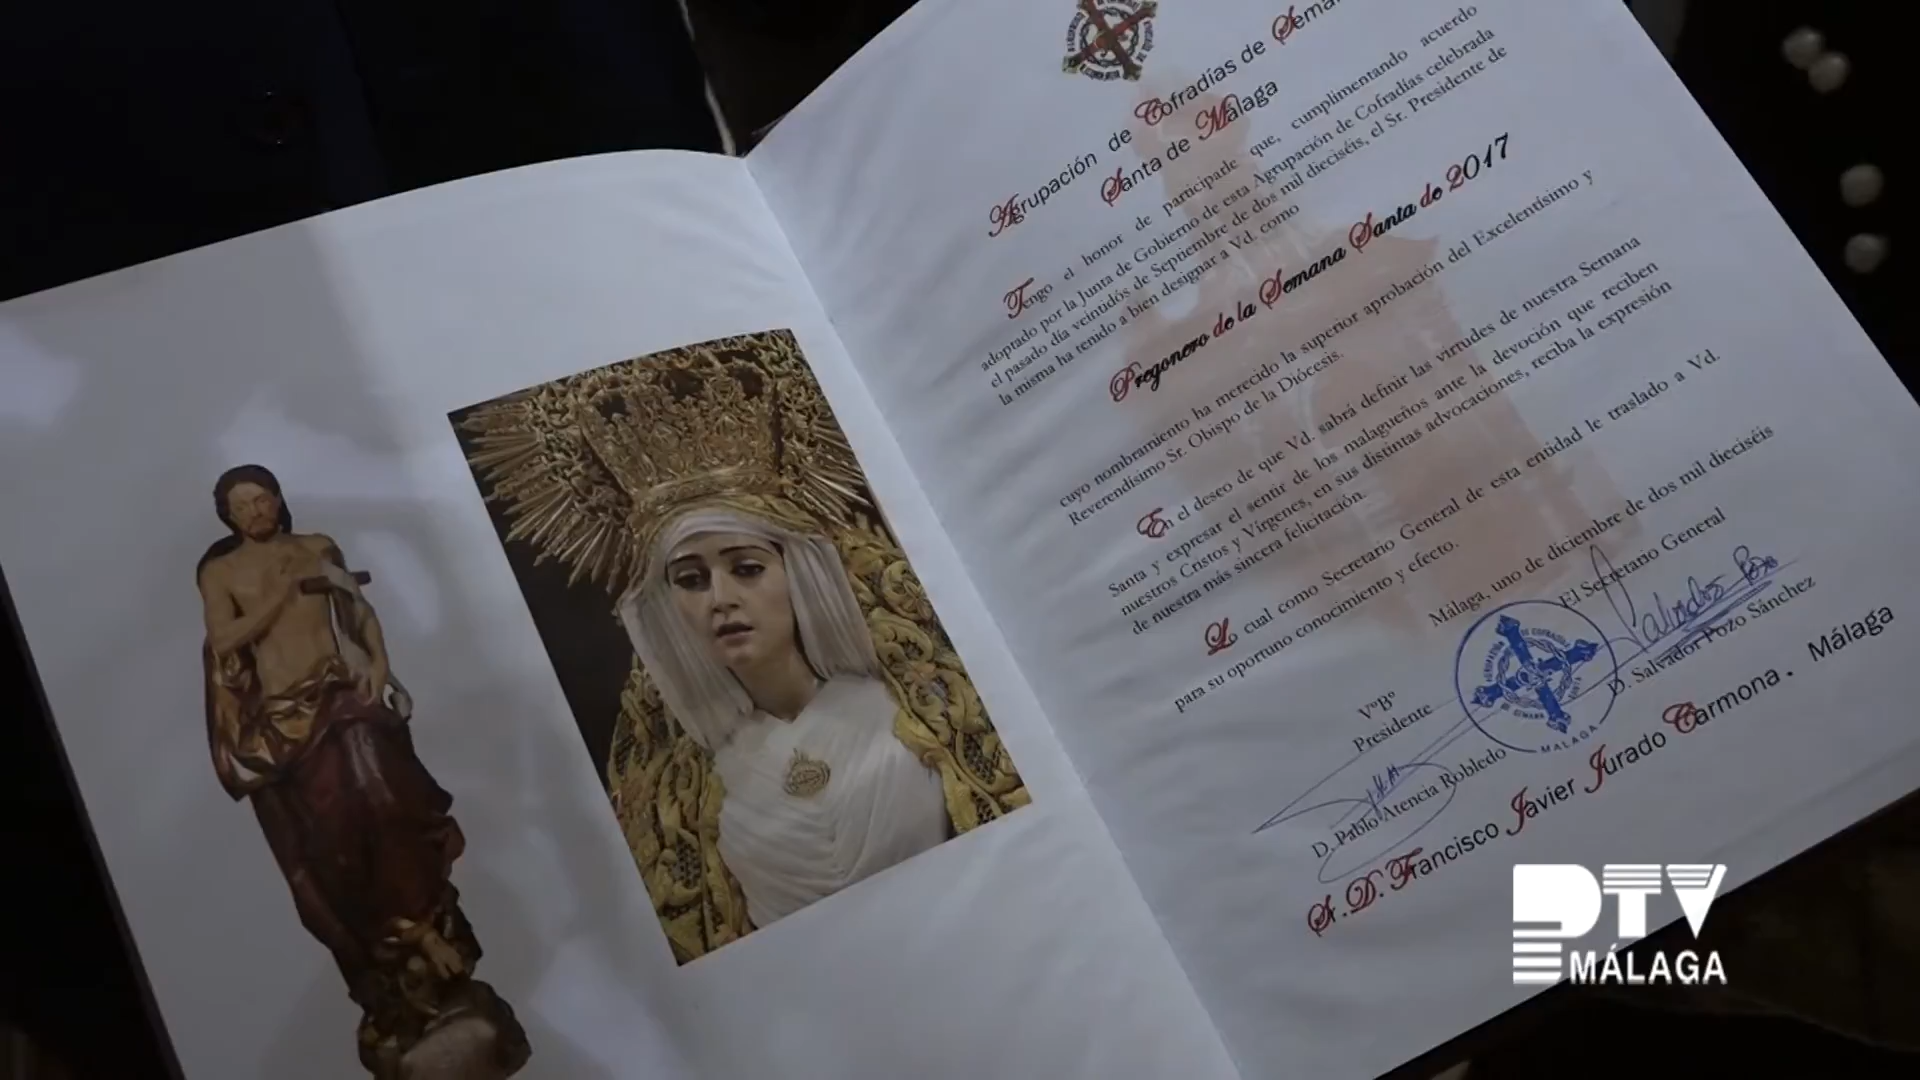 Agrupación de Cofradías de
Santa de Málaga
Tengo el honor de participarle que, cumplimentando acuerdo
adoptado por la Junta de Gobierno de esta Agrupación de Cofradías celebrada
el pasado día veintidós de Septiembre de dos mil dieciséis, el Sr. Presidente de
la misma ha tenido a bien designar a Vd. como
Pregonero de la Semana Santa de 2017
cuyo nombramiento ha merecido la superior aprobación del Excelentísimo y
Reverendísimo Sr. Obispo de la Diócesis.
En el deseo de que Vd. sabrá definir las virtudes de nuestra Semana
Santa y expresar el sentir de los malagueños ante la devoción que reciben
nuestros Cristos y Vírgenes, en sus distintas advocaciones, reciba la expresión
de nuestra más sincera felicitación.
Lo cual como Secretario General de esta entidad le traslado a Vd.
para su oportuno conocimiento y efecto.
Málaga, uno de diciembre de dos mil dieciséis
El Secretario General
D. Salvador Pozo Sánchez
VºBº
Presidente
D. Pablo Atencia Robledo
AGRUPACIÓN DE COFRADÍAS DE SEMANA SANTA
MALAGA
Sr. D. Francisco Javier Jurado Carmona. Málaga
PTV
MÁLAGA